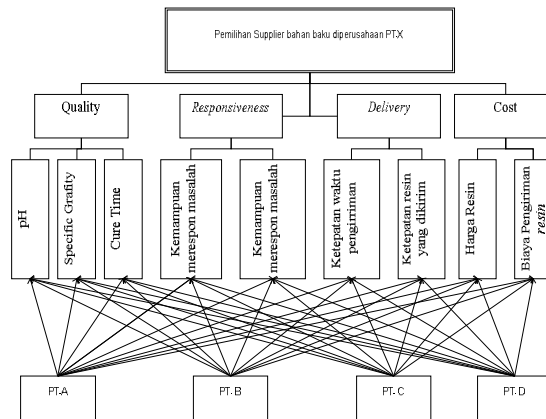 Pemilihan Supplier bahan baku diperusahaan PT-X
Quality
Responsiveness
Delivery
Cost
pH
Specific Grafity
Cure Time
Kemampuan
merespon masalah
Kemampuan
merespon masalah
Ketepatan waktu
pengirriman
Ketepatan resin
yang dikirim
Harga Resin
Biaya Pengiriman
resin
PT-A
PT-B
PT-C
PT-D